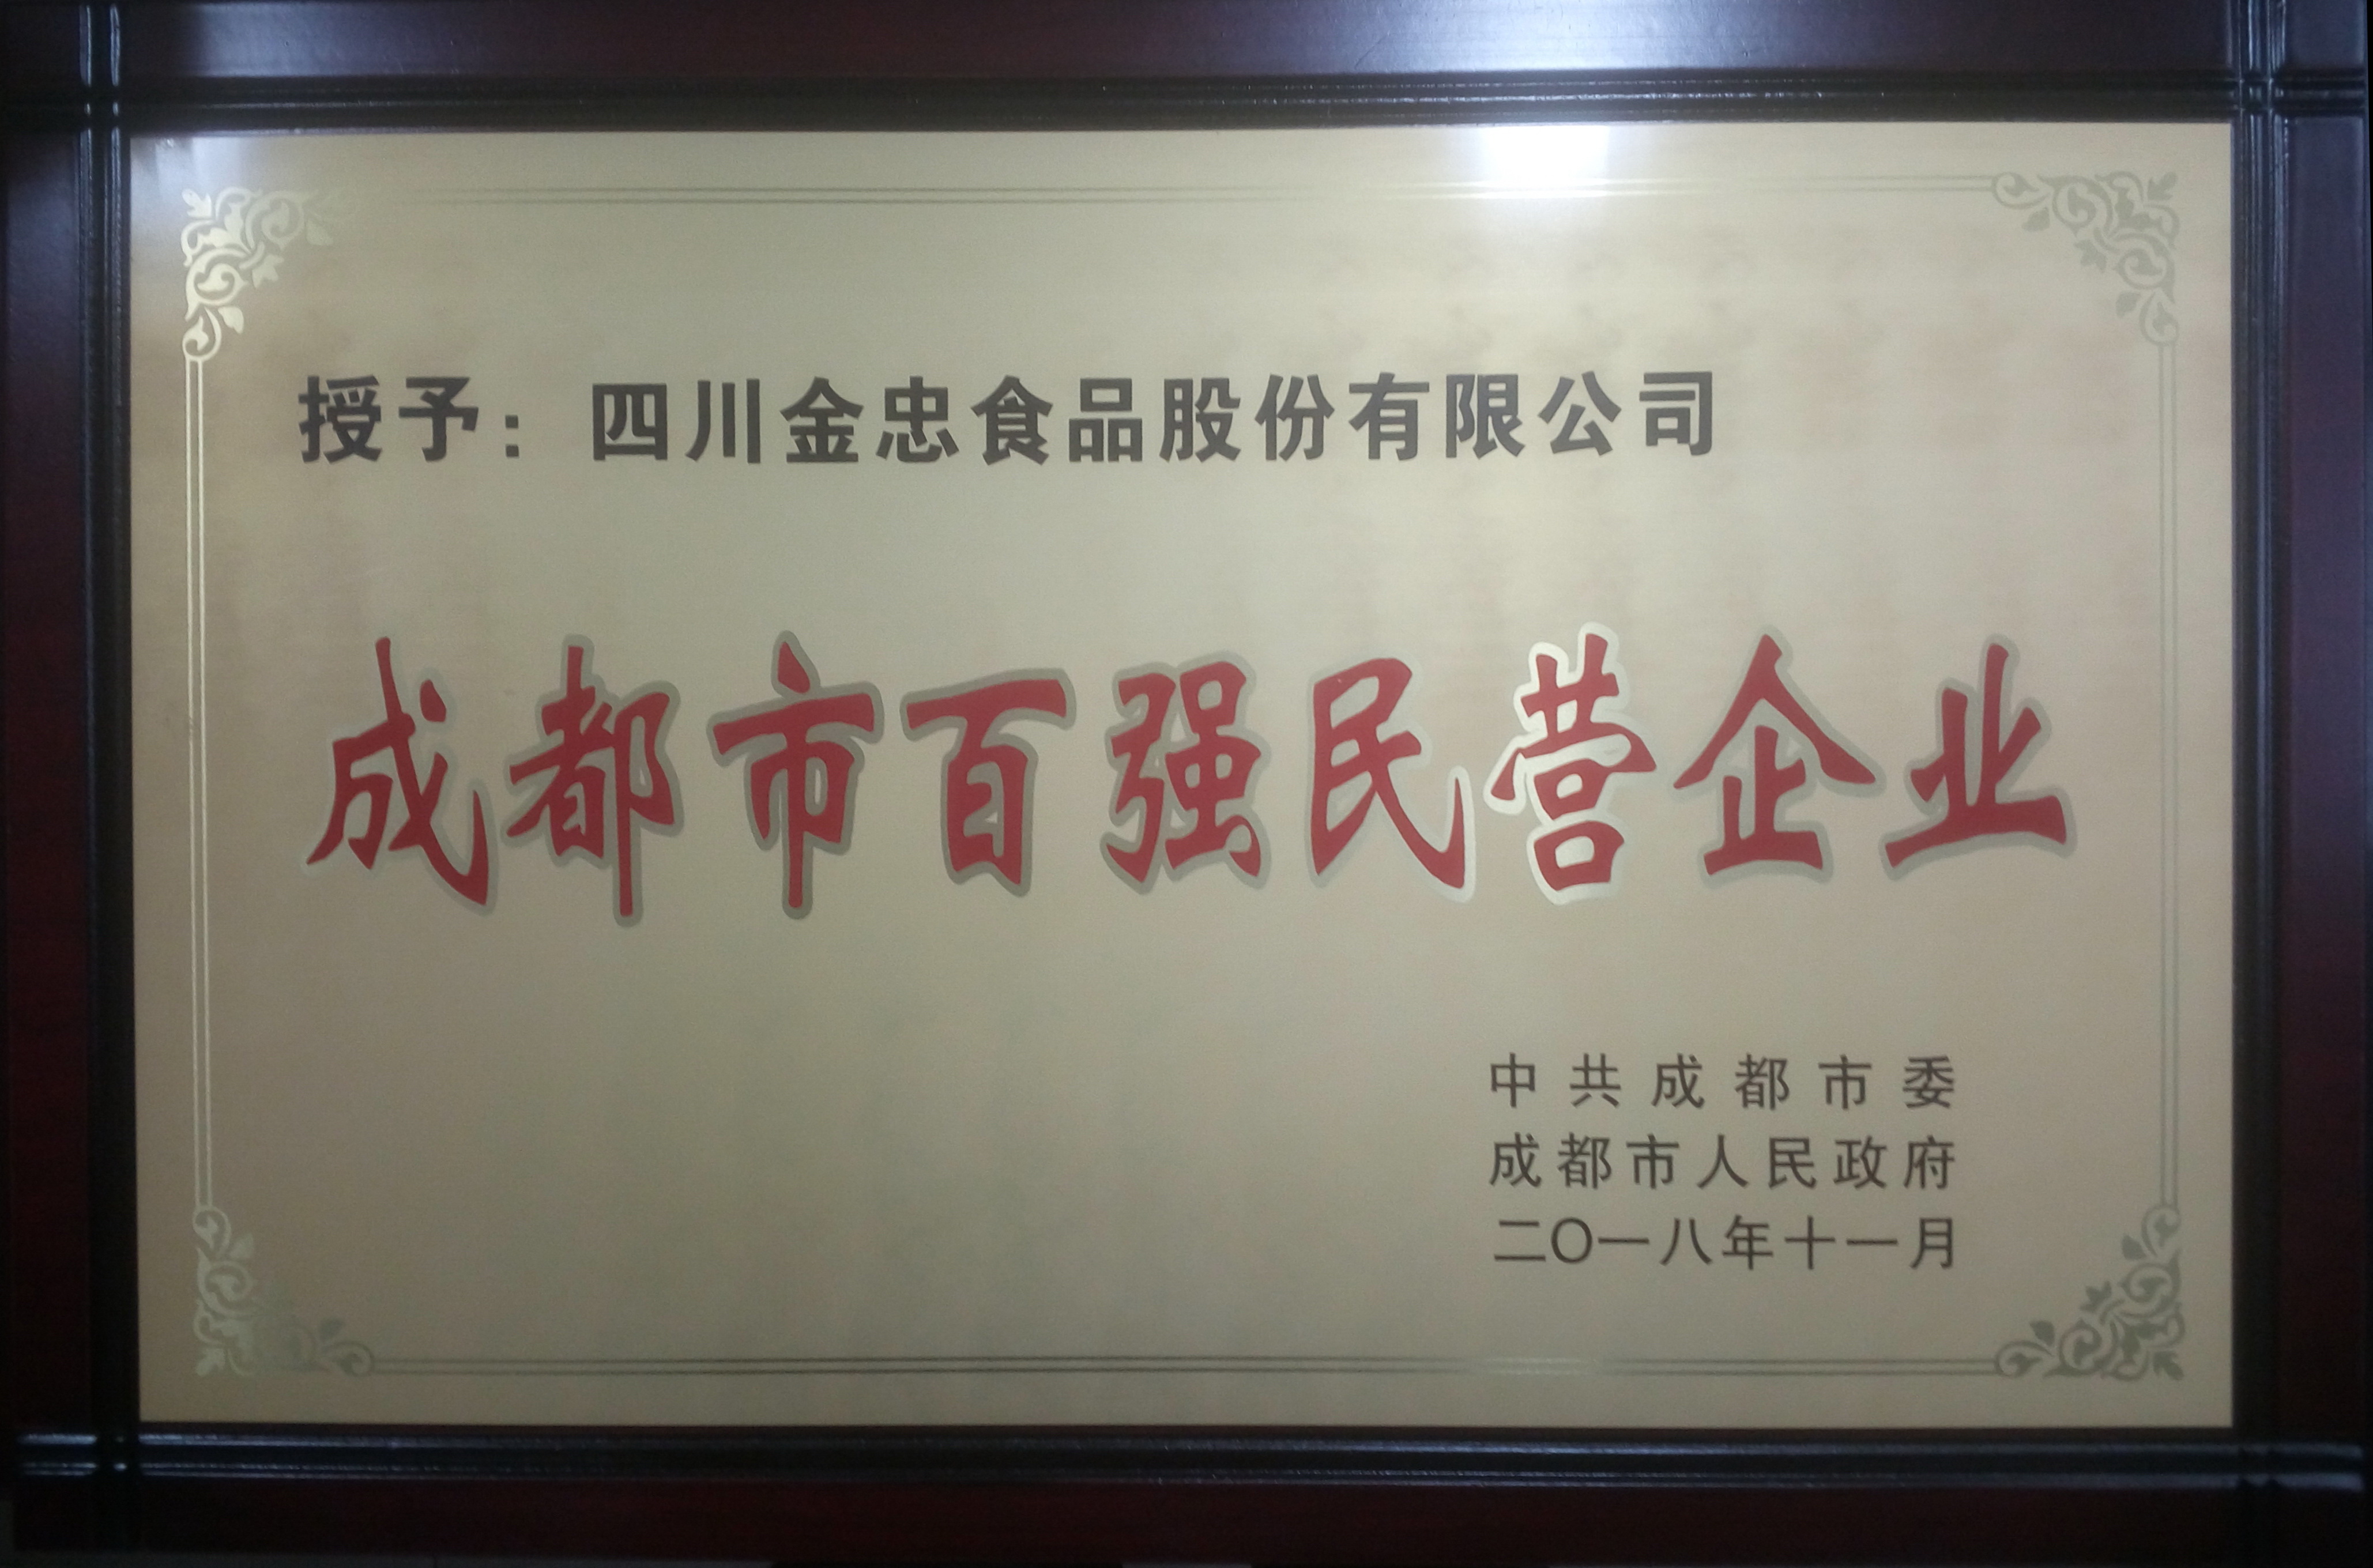 授予：四川金忠食品股份有限公司
成都市百强民营企业
中共成都市委
成都市人民政府
二〇一八年十一月